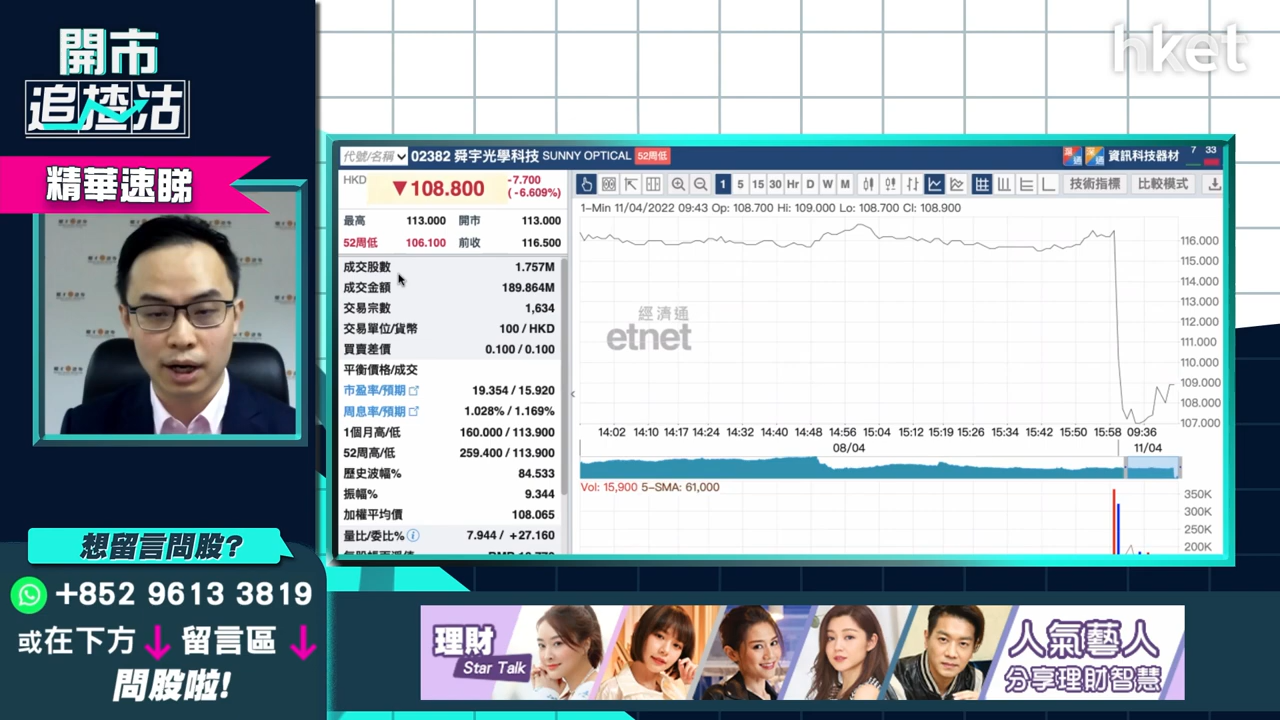 開市
追揸沽
精華速睇
hket
代號/名稱 02382 舜宇光學科技 SUNNY OPTICAL 52周低
滬通 深通 資訊科技器材 7 33
HKD ▼108.800 -7.700 (-6.609%)
最高 113.000 開市 113.000
52周低 106.100 前收 116.500
成交股數 1.757M
成交金額 189.864M
交易宗數 1,634
交易單位/貨幣 100 / HKD
買賣差價 0.100 / 0.100
平衡價格/成交
市盈率/預期 19.354 / 15.920
周息率/預期 1.028% / 1.169%
1個月高/低 160.000 / 113.900
52周高/低 259.400 / 113.900
歷史波幅% 84.533
振幅% 9.344
加權平均價 108.065
量比/委比% 7.944 / +27.160
1 5 15 30 Hr D W M 技術指標 比較模式
1-Min 11/04/2022 09:43 Op: 108.700 Hi: 109.000 Lo: 108.700 Cl: 108.900
116.000
115.000
114.000
113.000
112.000
111.000
110.000
109.000
108.000
107.000
經濟通
etnet
14:02 14:10 14:17 14:24 14:32 14:40 14:48 14:56 15:04 15:12 15:19 15:26 15:34 15:42 15:50 15:58 09:36
08/04 11/04
Vol: 15,900 5-SMA: 61,000
350K
300K
250K
200K
想留言問股?
+852 9613 3819
或在下方 留言區
問股啦!
理財
Star Talk
人氣藝人
分享理財智慧